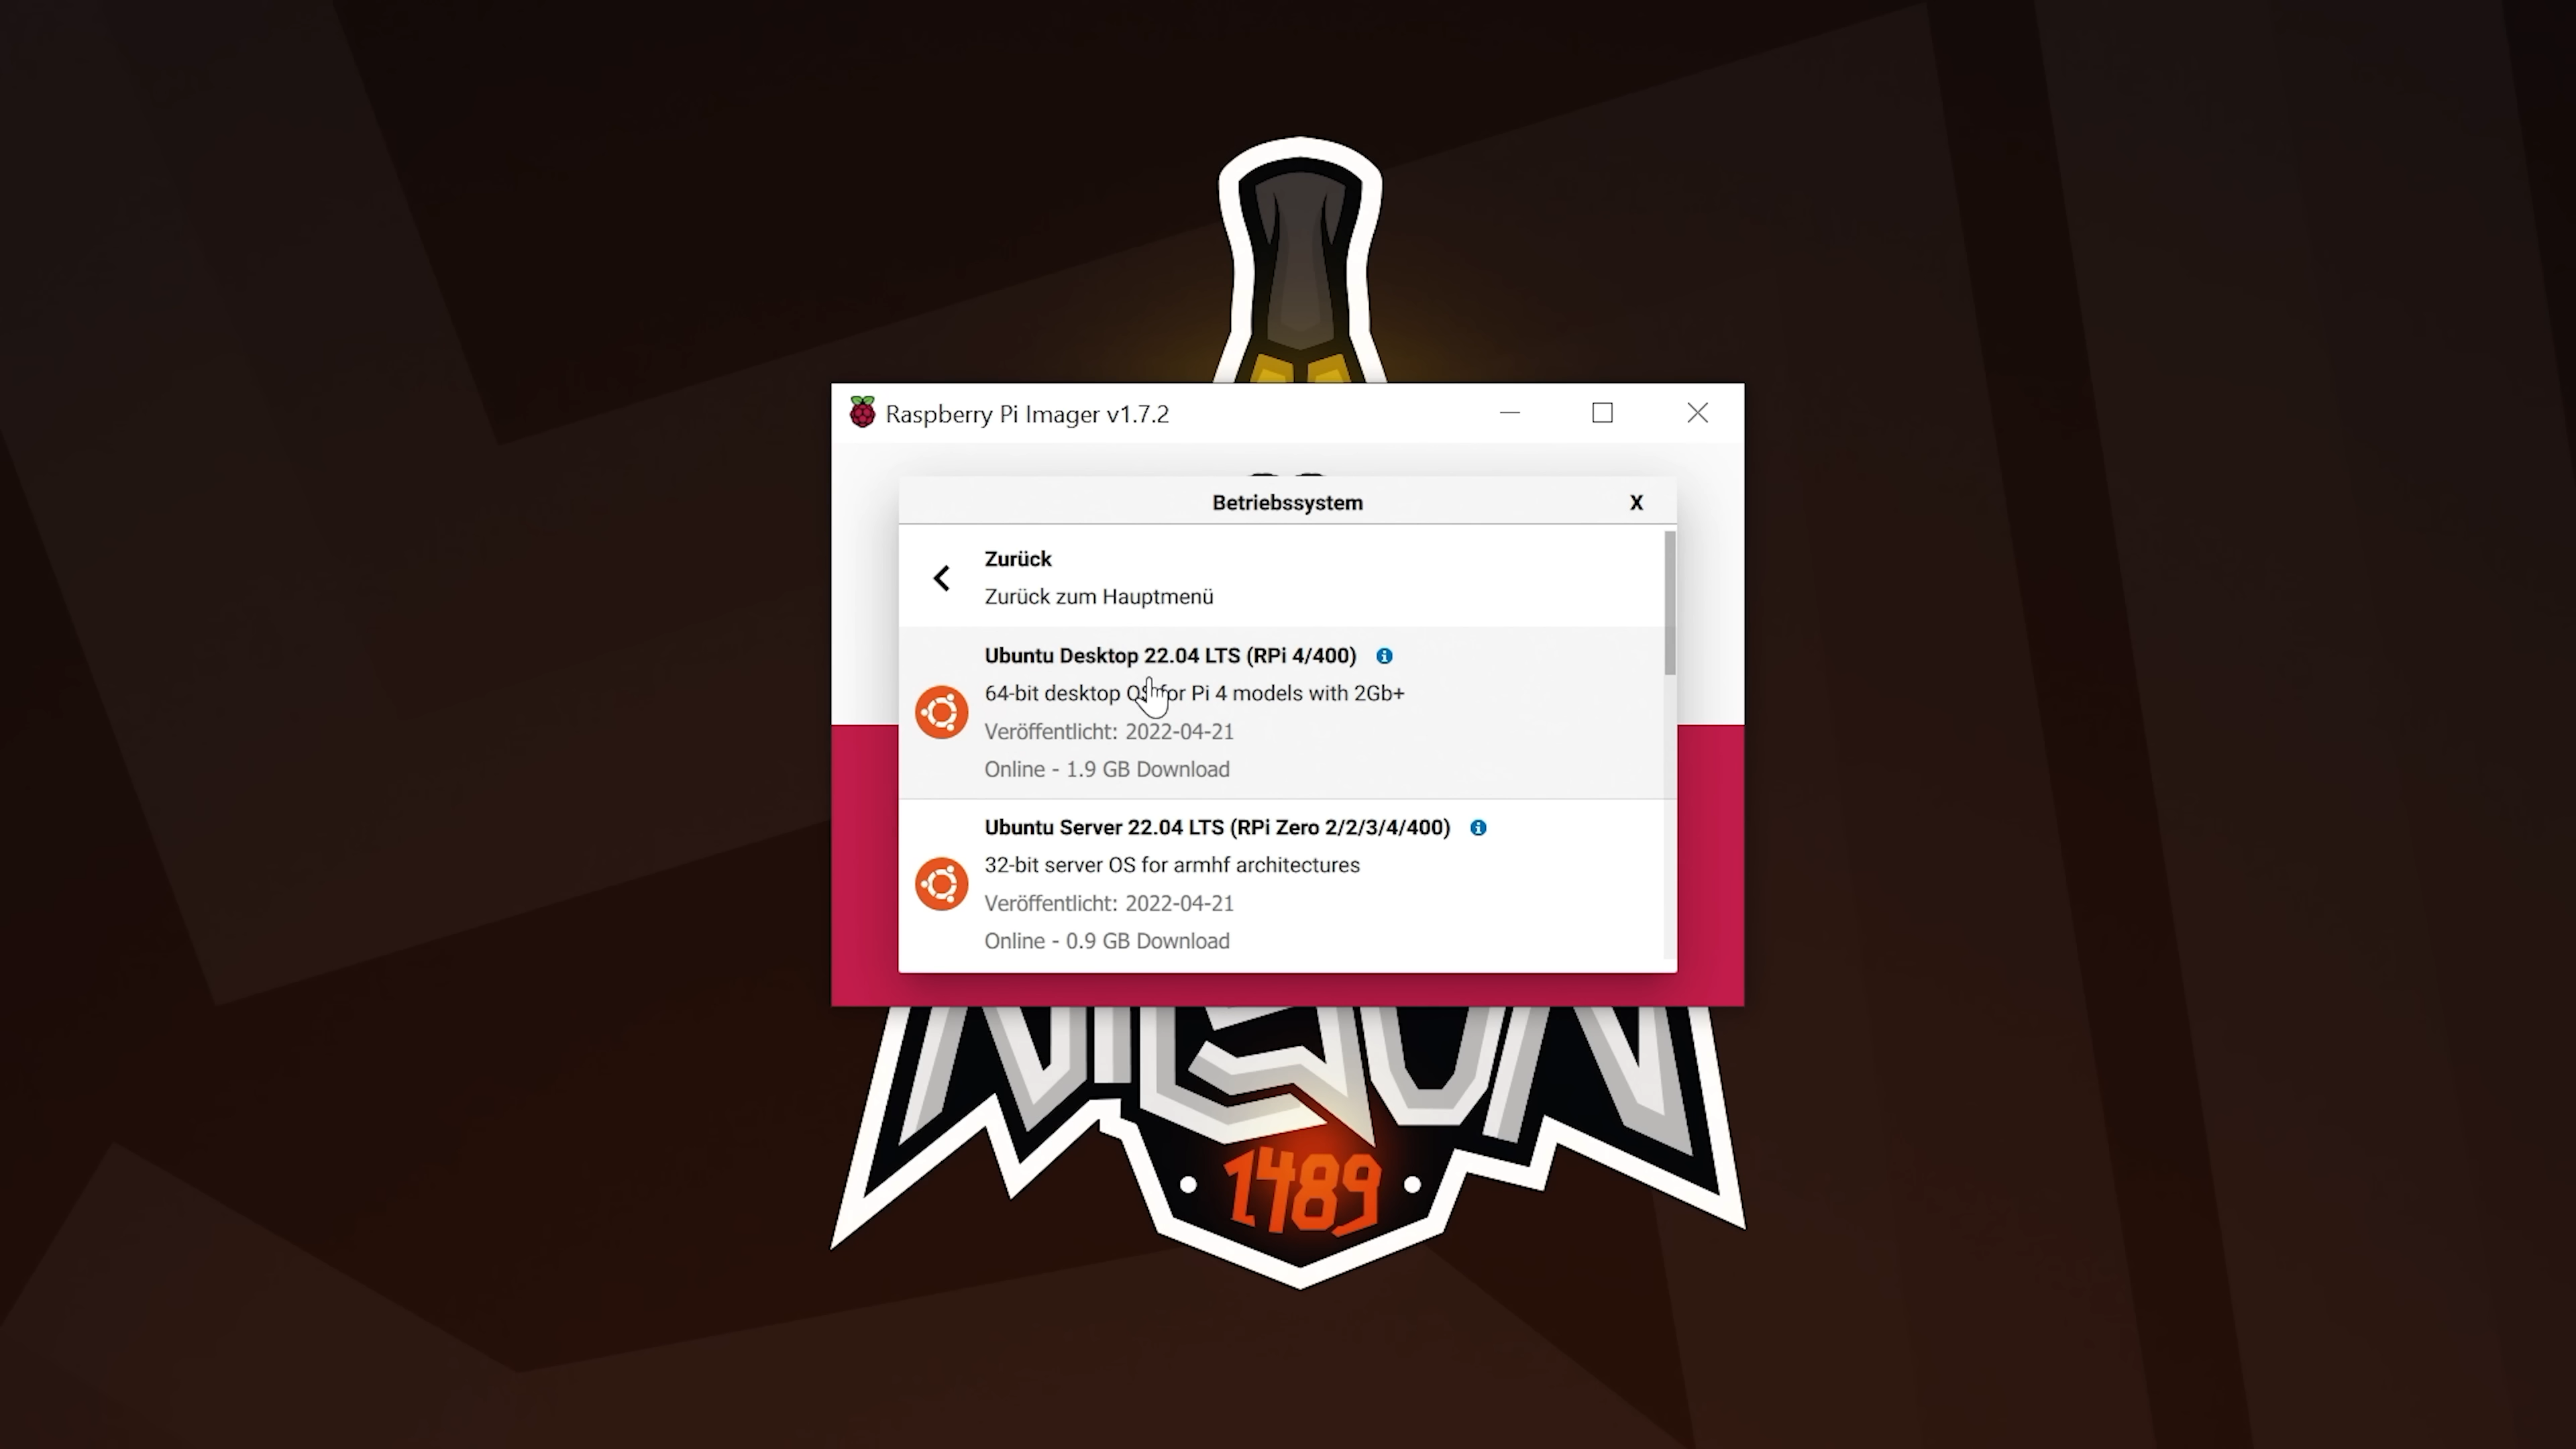 Raspberry Pi Imager v1.7.2
Betriebssystem
X
Zurück
Zurück zum Hauptmenü
Ubuntu Desktop 22.04 LTS (RPi 4/400)
64-bit desktop OS for Pi 4 models with 2Gb+
Veröffentlicht: 2022-04-21
Online - 1.9 GB Download
Ubuntu Server 22.04 LTS (RPi Zero 2/2/3/4/400)
32-bit server OS for armhf architectures
Veröffentlicht: 2022-04-21
Online - 0.9 GB Download
1489